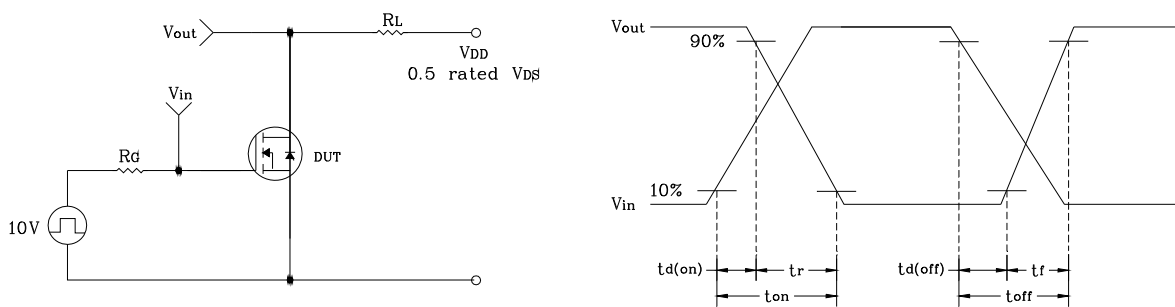 Vout
RL
VDD
0.5 rated VDS
Vin
RG
DUT
10V
Vout
90%
10%
Vin
td(on)
tr
td(off)
tf
ton
toff